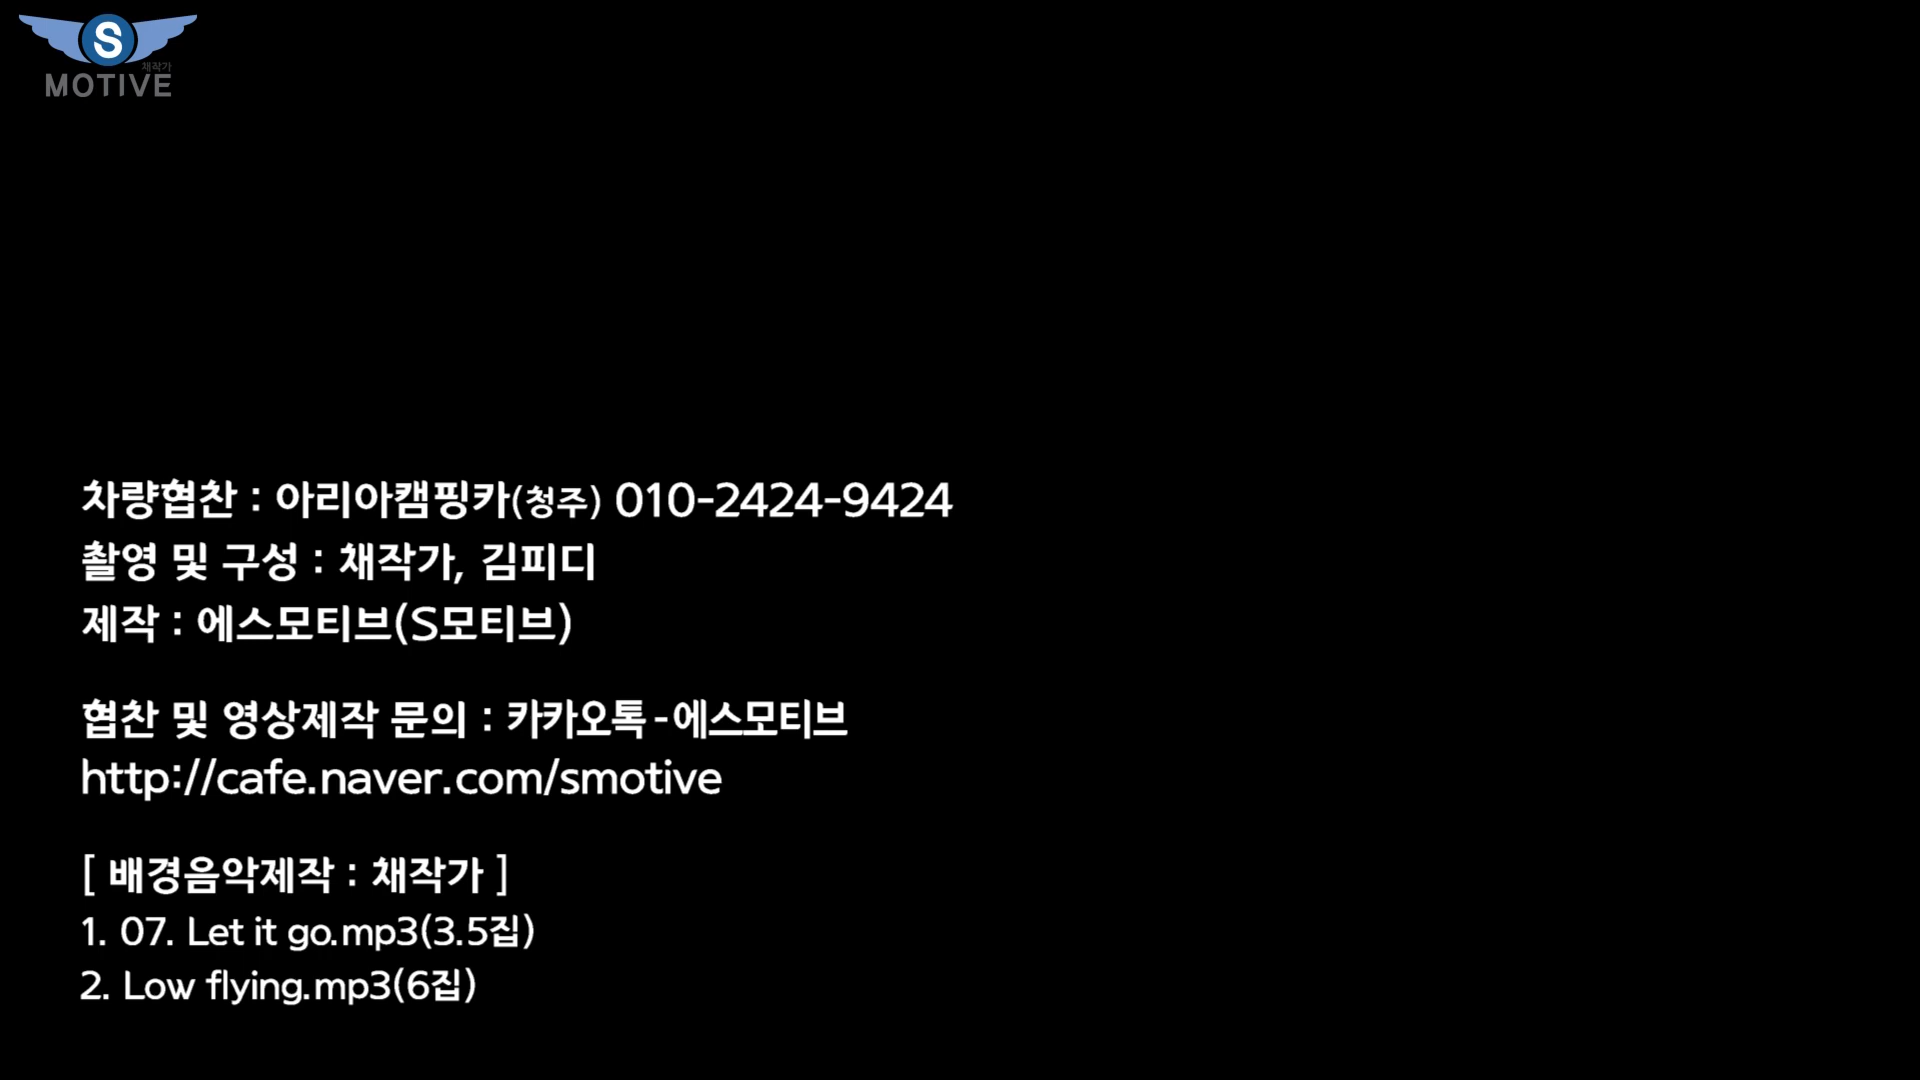 S
채작가
MOTIVE
차량협찬 : 아리아캠핑카(청주) 010-2424-9424
촬영 및 구성 : 채작가, 김피디
제작 : 에스모티브(S모티브)
협찬 및 영상제작 문의 : 카카오톡-에스모티브
http://cafe.naver.com/smotive
[ 배경음악제작 : 채작가 ]
1. 07. Let it go.mp3(3.5집)
2. Low flying.mp3(6집)